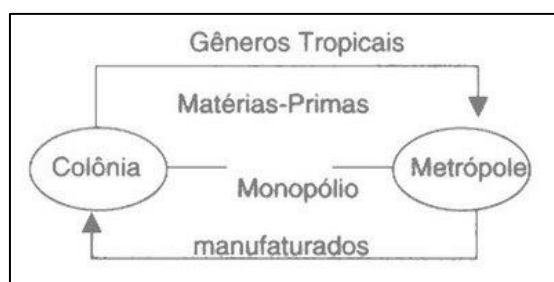 Gêneros Tropicais
Matérias-Primas
Colônia
Monopólio
Metrópole
manufaturados